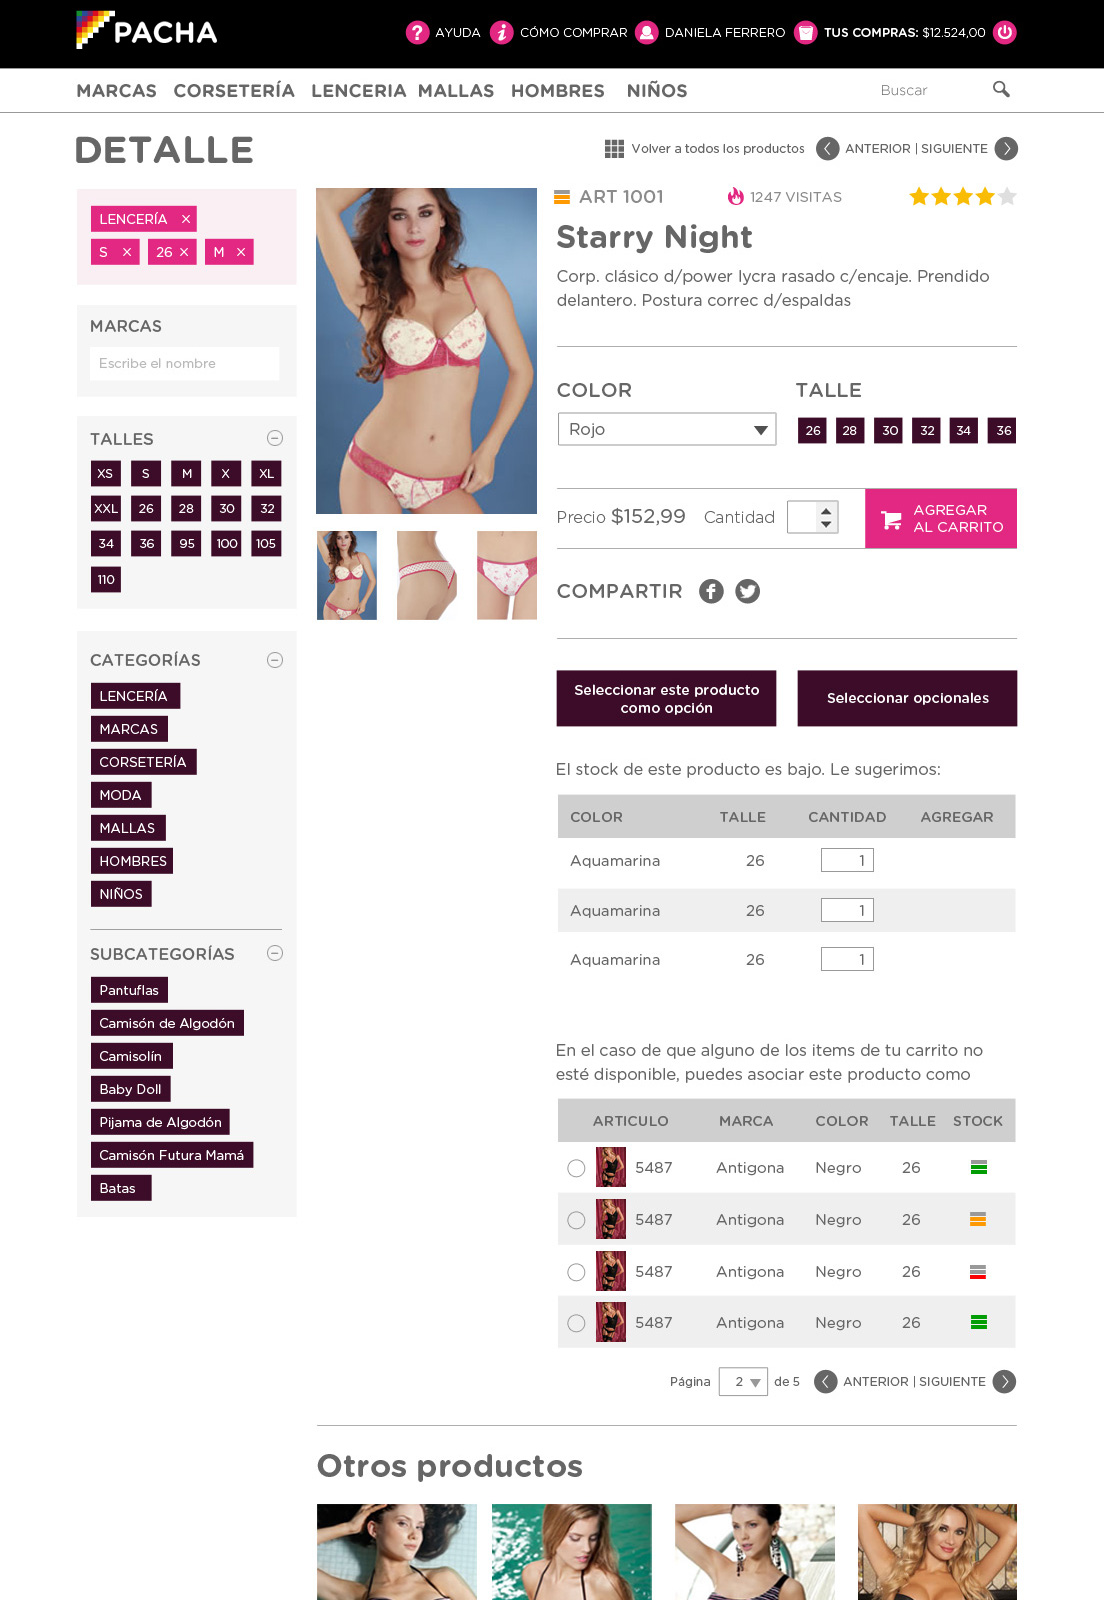 PACHA
AYUDA
CÓMO COMPRAR
DANIELA FERRERO
TUS COMPRAS: $12.524,00
MARCAS CORSETERÍA LENCERIA MALLAS HOMBRES NIÑOS
Buscar
DETALLE
Volver a todos los productos
ANTERIOR | SIGUIENTE
LENCERÍA ×
S × 26 × M ×
MARCAS
Escribe el nombre
TALLES
XS S M X XL
XXL 26 28 30 32
34 36 95 100 105
110
CATEGORÍAS
LENCERÍA
MARCAS
CORSETERÍA
MODA
MALLAS
HOMBRES
NIÑOS
SUBCATEGORÍAS
Pantuflas
Camisón de Algodón
Camisolín
Baby Doll
Pijama de Algodón
Camisón Futura Mamá
Batas
ART 1001
1247 VISITAS
Starry Night
Corp. clásico d/power lycra rasado c/encaje. Prendido
delantero. Postura correc d/espaldas
COLOR
Rojo
TALLE
26 28 30 32 34 36
Precio $152,99 Cantidad
AGREGAR
AL CARRITO
COMPARTIR
Seleccionar este producto
como opción
Seleccionar opcionales
El stock de este producto es bajo. Le sugerimos:
COLOR TALLE CANTIDAD AGREGAR
Aquamarina 26 1
Aquamarina 26 1
Aquamarina 26 1
En el caso de que alguno de los items de tu carrito no
esté disponible, puedes asociar este producto como
ARTICULO MARCA COLOR TALLE STOCK
5487 Antigona Negro 26
5487 Antigona Negro 26
5487 Antigona Negro 26
5487 Antigona Negro 26
Página 2 de 5
ANTERIOR | SIGUIENTE
Otros productos